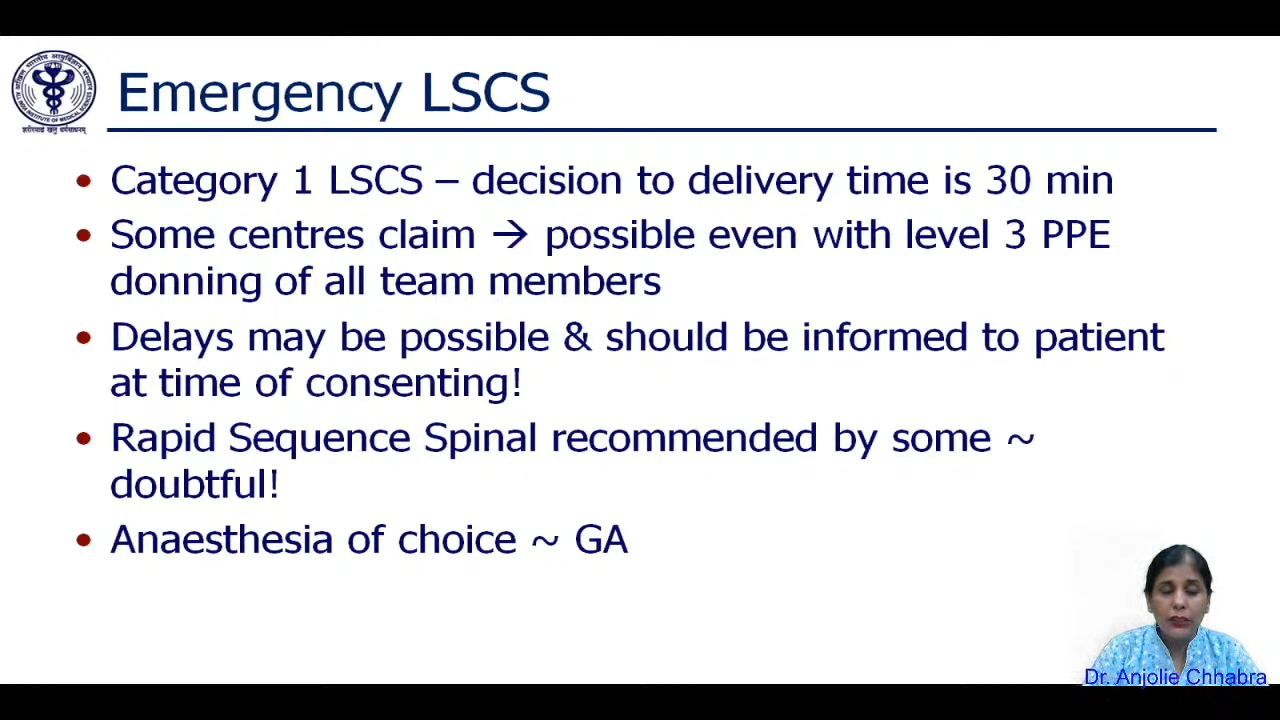 Emergency LSCS
• Category 1 LSCS – decision to delivery time is 30 min
• Some centres claim → possible even with level 3 PPE
donning of all team members
• Delays may be possible & should be informed to patient
at time of consenting!
• Rapid Sequence Spinal recommended by some ~
doubtful!
• Anaesthesia of choice ~ GA
Dr. Anjolie Chhabra